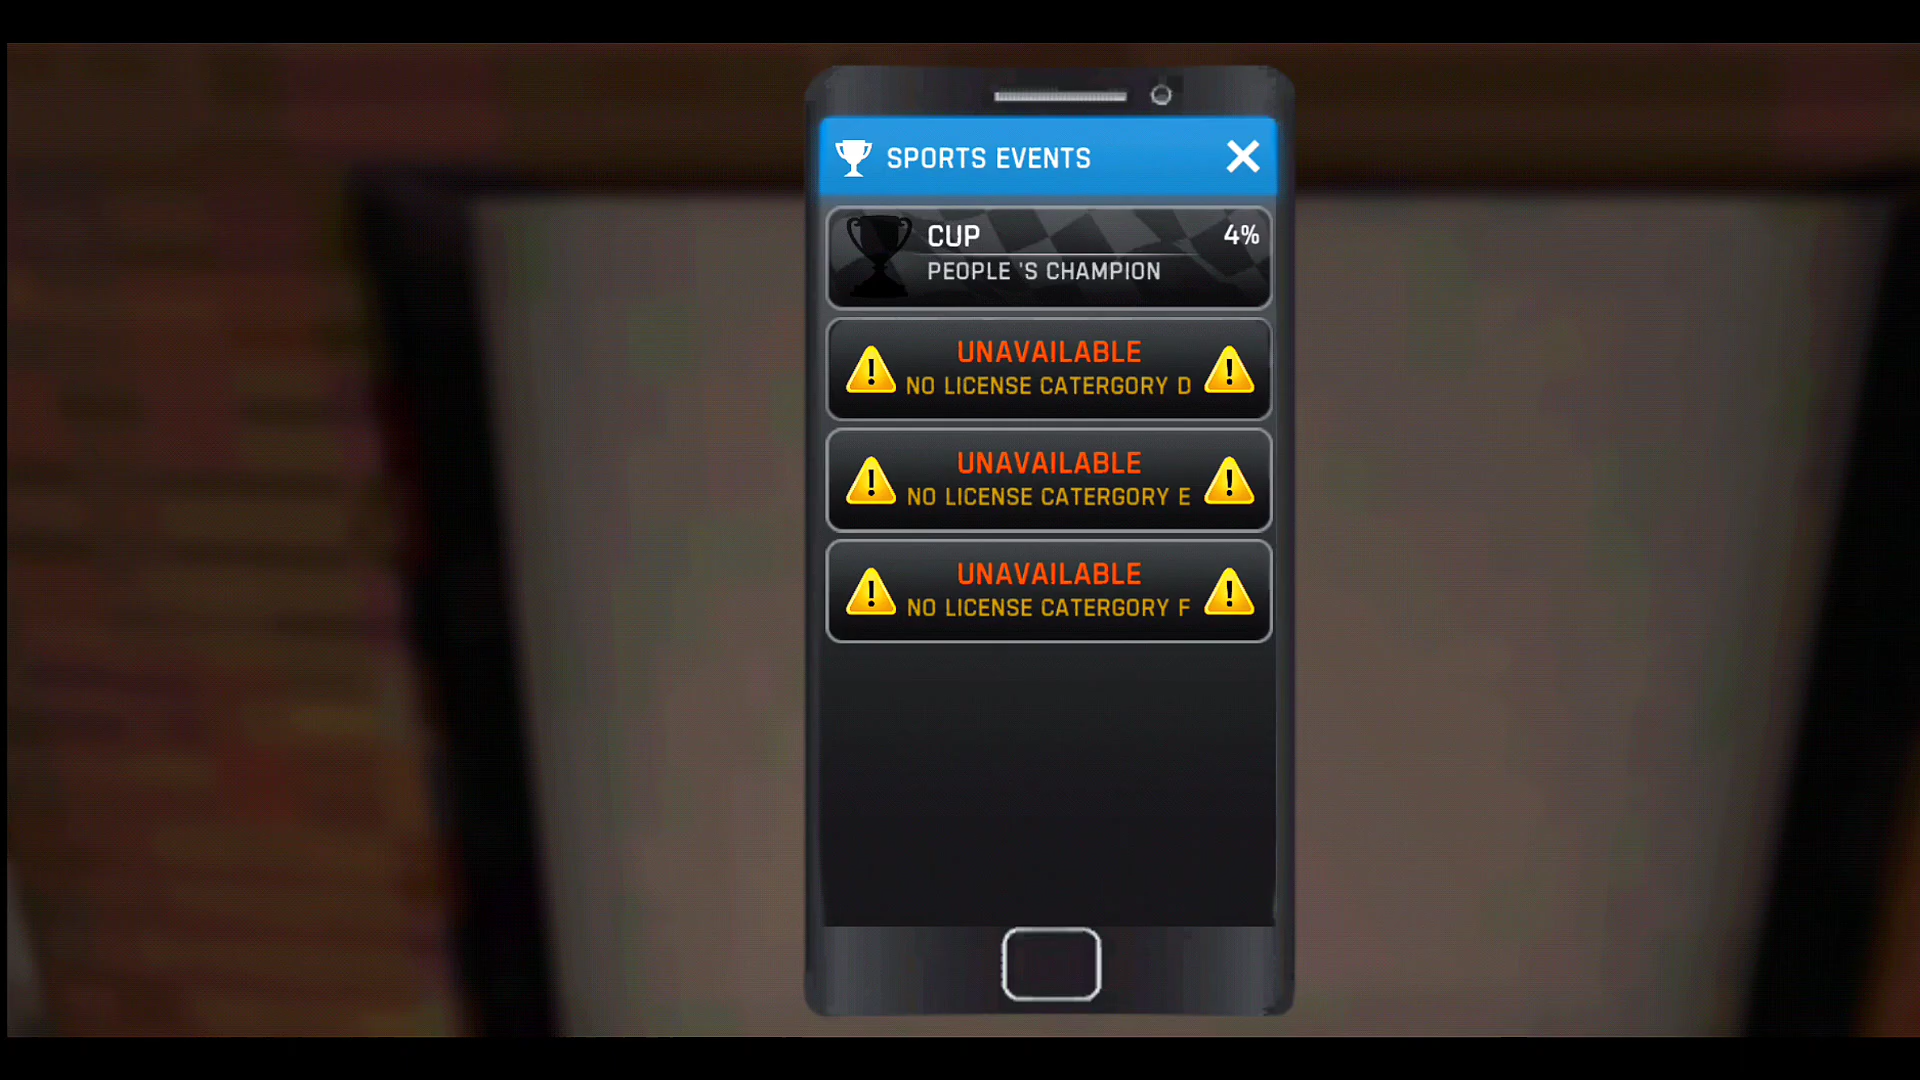 SPORTS EVENTS
CUP 4%
PEOPLE 'S CHAMPION
UNAVAILABLE
NO LICENSE CATERGORY D
UNAVAILABLE
NO LICENSE CATERGORY E
UNAVAILABLE
NO LICENSE CATERGORY F